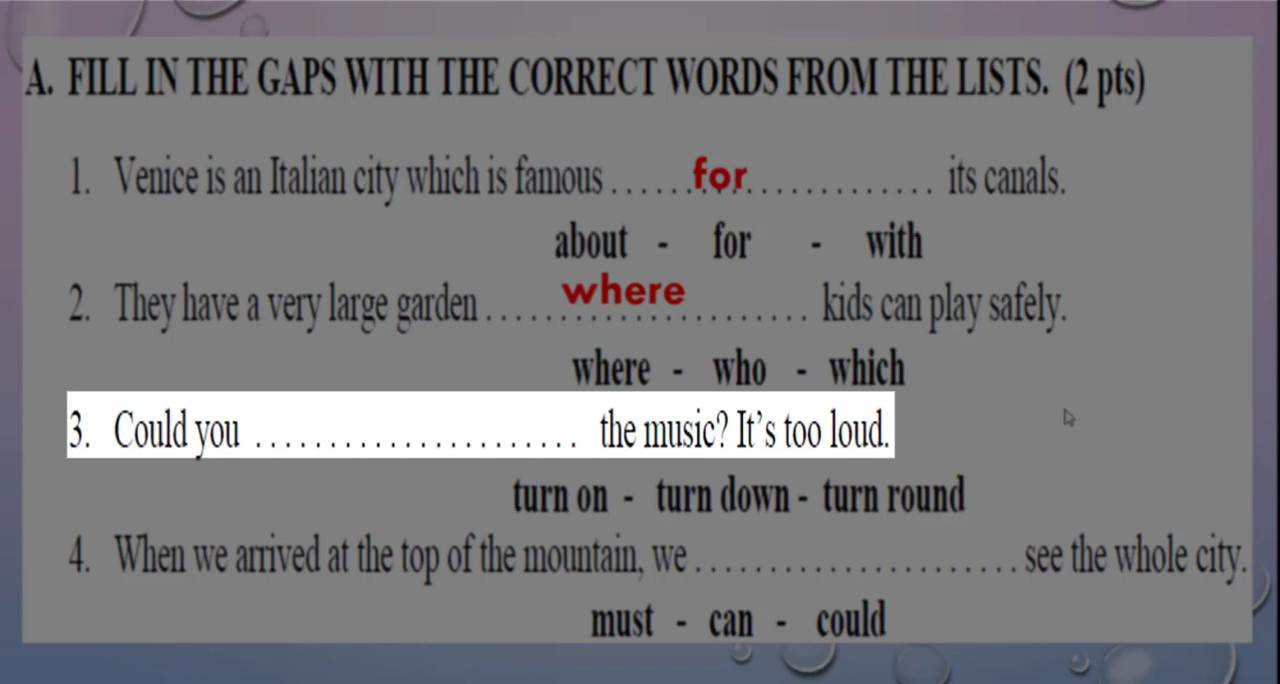 A. FILL IN THE GAPS WITH THE CORRECT WORDS FROM THE LISTS. (2 pts)
1. Venice is an Italian city which is famous ......for............. its canals.
about - for - with
2. They have a very large garden ......where............... kids can play safely.
where - who - which
3. Could you ...................... the music? It's too loud.
turn on - turn down - turn round
4. When we arrived at the top of the mountain, we ...................... see the whole city.
must - can - could